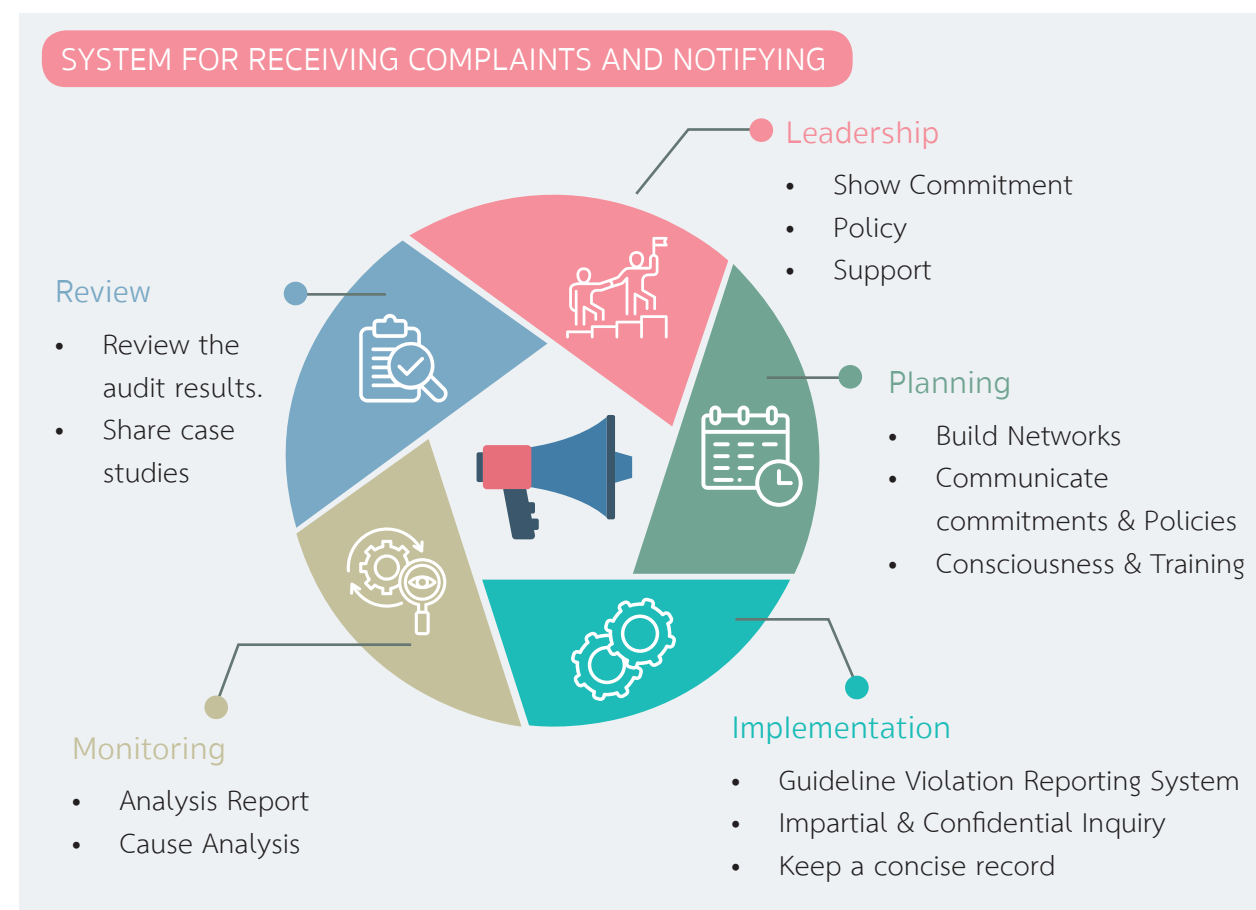 SYSTEM FOR RECEIVING COMPLAINTS AND NOTIFYING
Leadership
• Show Commitment
• Policy
• Support
Planning
• Build Networks
• Communicate
commitments & Policies
• Consciousness & Training
Implementation
• Guideline Violation Reporting System
• Impartial & Confidential Inquiry
• Keep a concise record
Monitoring
• Analysis Report
• Cause Analysis
Review
• Review the
audit results.
• Share case
studies